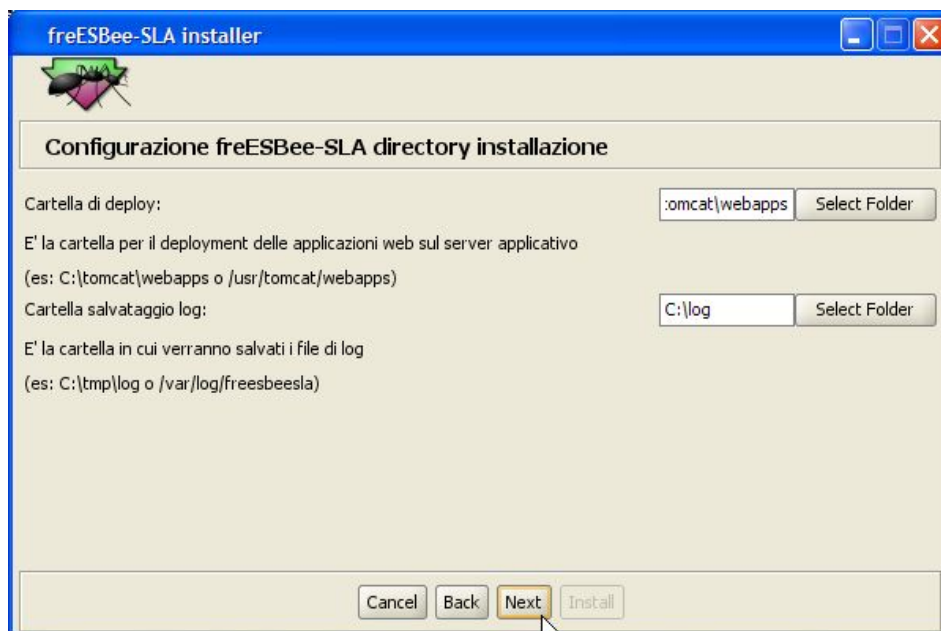 freESBee-SLA installer
Configurazione freESBee-SLA directory installazione
Cartella di deploy: :omcat\webapps Select Folder
E' la cartella per il deployment delle applicazioni web sul server applicativo
(es: C:\tomcat\webapps o /usr/tomcat/webapps)
Cartella salvataggio log: C:\log Select Folder
E' la cartella in cui verranno salvati i file di log
(es: C:\tmp\log o /var/log/freesbeesla)
Cancel Back Next Install